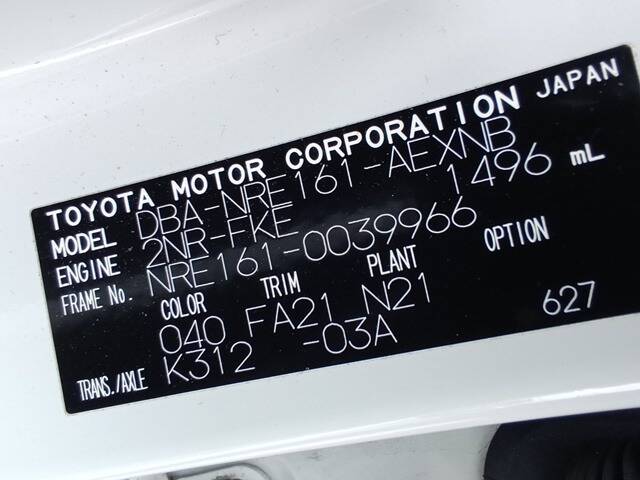 TOYOTA MOTOR CORPORATION JAPAN
MODEL DBA-NRE161-AEXNB
ENGINE 2NR-FKE 1496 mL
FRAME No. NRE161-0039966
COLOR TRIM PLANT OPTION
040 FA21 N21
TRANS./AXLE K312 -03A 627